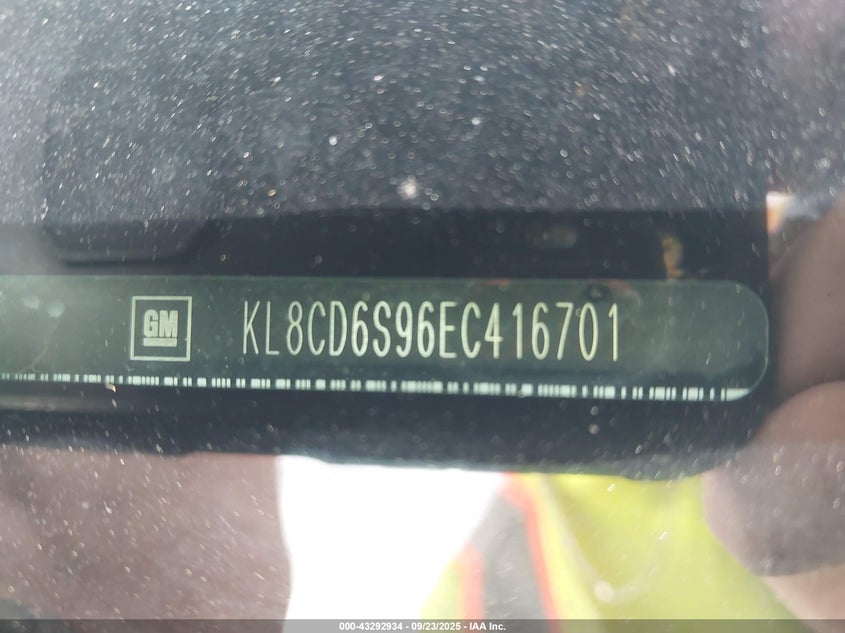 GM
KL8CD6S96EC416701
000-43292934 - 09/23/2025 - IAA Inc.